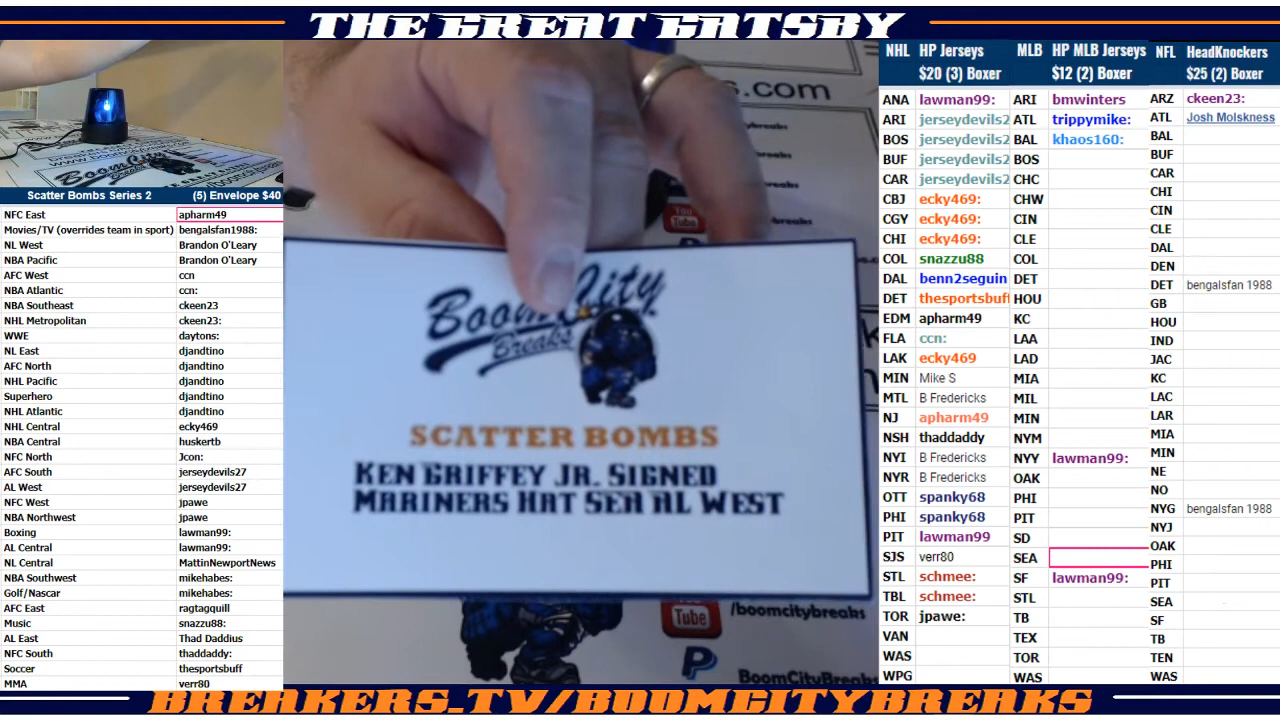 THE GREAT GATSBY
Scatter Bombs Series 2 (5) Envelope $40
NFC East apharm49
Movies/TV (overrides team in sport) bengalsfan1988:
NL West Brandon O'Leary
NBA Pacific Brandon O'Leary
AFC West ccn
NBA Atlantic ccn:
NBA Southeast ckeen23
NHL Metropolitan ckeen23:
WWE daytons:
NL East djandtino
AFC North djandtino
NHL Pacific djandtino
Superhero djandtino
NHL Atlantic djandtino
NHL Central ecky469
NBA Central huskertb
NFC North Jcon:
AFC South jerseydevils27
AL West jerseydevils27
NFC West jpawe
NBA Northwest jpawe
Boxing lawman99:
AL Central lawman99:
NL Central MattinNewportNews
NBA Southwest mikehabes:
Golf/Nascar mikehabes:
AFC East ragtagquill
Music snazzu88:
AL East Thad Daddius
NFC South thaddaddy:
Soccer thesportsbuff
MMA verr80
s.com
You Tube
BoomCity
Breaks
SCATTER BOMBS
KEN GRIFFEY JR. SIGNED
MARINERS HAT SEA AL WEST
You Tube /boomcitybreaks
BoomCityBreaks
NHL HP Jerseys
$20 (3) Boxer
ANA lawman99:
ARI jerseydevils2
BOS jerseydevils2
BUF jerseydevils2
CAR jerseydevils2
CBJ ecky469:
CGY ecky469:
CHI ecky469:
COL snazzu88
DAL benn2seguin
DET thesportsbuff
EDM apharm49
FLA ccn:
LAK ecky469
MIN Mike S
MTL B Fredericks
NJ apharm49
NSH thaddaddy
NYI B Fredericks
NYR B Fredericks
OTT spanky68
PHI spanky68
PIT lawman99
SJS verr80
STL schmee:
TBL schmee:
TOR jpawe:
VAN
WAS
WPG
MLB HP MLB Jerseys
$12 (2) Boxer
ARI bmwinters
ATL trippymike:
BAL khaos160:
BOS
CHC
CHW
CIN
CLE
COL
DET
HOU
KC
LAA
LAD
MIA
MIL
MIN
NYM
NYY lawman99:
OAK
PHI
PIT
SD
SEA
SF lawman99:
STL
TB
TEX
TOR
WAS
NFL HeadKnockers
$25 (2) Boxer
ARZ ckeen23:
ATL Josh Molskness
BAL
BUF
CAR
CHI
CIN
CLE
DAL
DEN
DET bengalsfan 1988
GB
HOU
IND
JAC
KC
LAC
LAR
MIA
MIN
NE
NO
NYG bengalsfan 1988
NYJ
OAK
PHI
PIT
SEA
SF
TB
TEN
WAS
BREAKERS.TV/BOOMCITYBREAKS